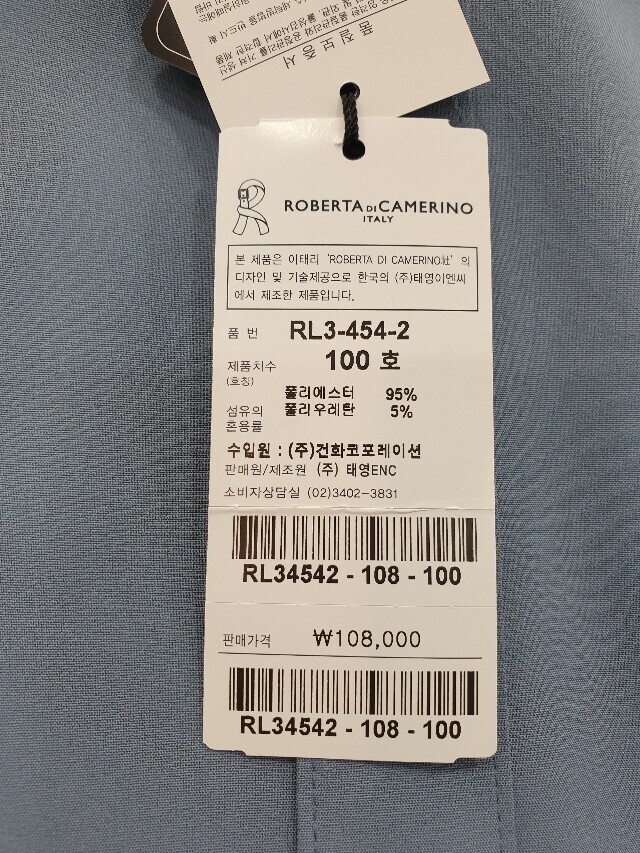 품질보증서
ROBERTA DI CAMERINO
ITALY
본 제품은 이태리 'ROBERTA DI CAMERINO社' 의
디자인 및 기술제공으로 한국의 (주)태영이엔씨
에서 제조한 제품입니다.
품 번 RL3-454-2
제품치수 100 호
(호칭)
폴리에스터 95%
섬유의 폴리우레탄 5%
혼용률
수입원 : (주)건화코포레이션
판매원/제조원 (주) 태영ENC
소비자상담실 (02)3402-3831
RL34542 - 108 - 100
판매가격 ₩108,000
RL34542 - 108 - 100